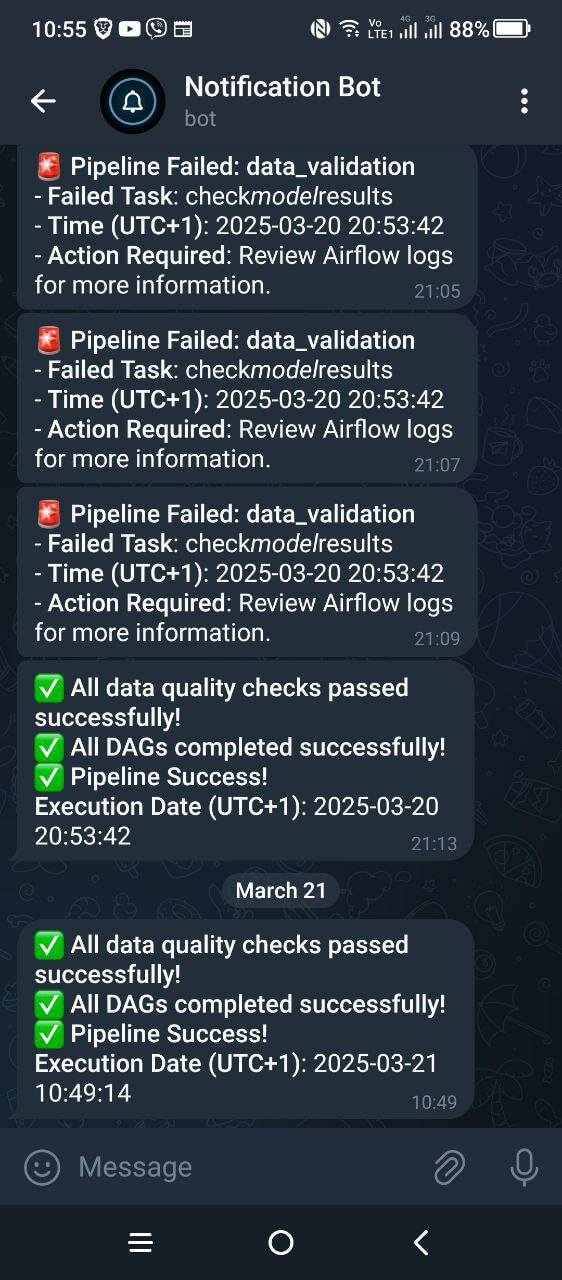 10:55
Vo
LTE1
4G
3G
88%
Notification Bot
bot
🚨 Pipeline Failed: data_validation
- Failed Task: checkmodelresults
- Time (UTC+1): 2025-03-20 20:53:42
- Action Required: Review Airflow logs
for more information.
21:05
🚨 Pipeline Failed: data_validation
- Failed Task: checkmodelresults
- Time (UTC+1): 2025-03-20 20:53:42
- Action Required: Review Airflow logs
for more information.
21:07
🚨 Pipeline Failed: data_validation
- Failed Task: checkmodelresults
- Time (UTC+1): 2025-03-20 20:53:42
- Action Required: Review Airflow logs
for more information.
21:09
✅ All data quality checks passed
successfully!
✅ All DAGs completed successfully!
✅ Pipeline Success!
Execution Date (UTC+1): 2025-03-20
20:53:42
21:13
March 21
✅ All data quality checks passed
successfully!
✅ All DAGs completed successfully!
✅ Pipeline Success!
Execution Date (UTC+1): 2025-03-21
10:49:14
10:49
Message